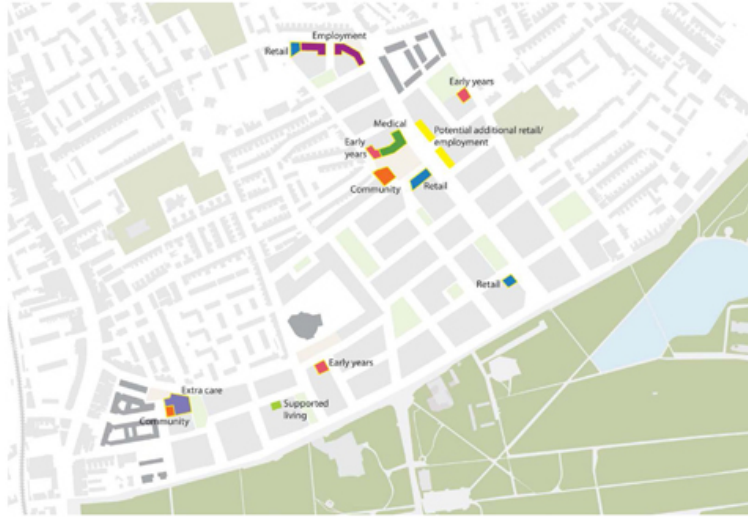 Employment
Retail
Early years
Medical
Potential additional retail/
employment
Early
years
Community
Retail
Retail
Early years
Extra care
Supported
living
Community